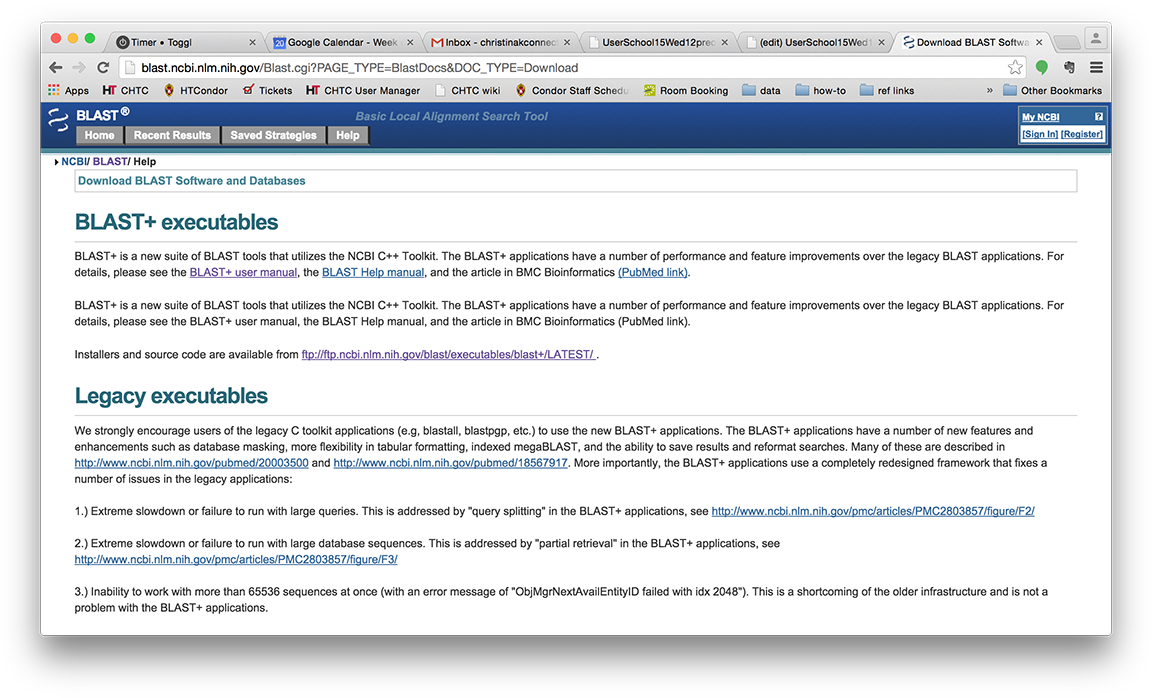 Timer • Toggl
20 Google Calendar - Week
Inbox - christinakconnec
UserSchool15Wed12prec
(edit) UserSchool15Wed1
Download BLAST Softwa
blast.ncbi.nlm.nih.gov/Blast.cgi?PAGE_TYPE=BlastDocs&DOC_TYPE=Download
Apps HT CHTC HTCondor Tickets HT CHTC User Manager CHTC wiki Condor Staff Schedu Room Booking data how-to ref links » Other Bookmarks
BLAST® Basic Local Alignment Search Tool
My NCBI ?
Home Recent Results Saved Strategies Help
[Sign In] [Register]
NCBI/ BLAST/ Help
Download BLAST Software and Databases
BLAST+ executables
BLAST+ is a new suite of BLAST tools that utilizes the NCBI C++ Toolkit. The BLAST+ applications have a number of performance and feature improvements over the legacy BLAST applications. For
details, please see the BLAST+ user manual, the BLAST Help manual, and the article in BMC Bioinformatics (PubMed link).
BLAST+ is a new suite of BLAST tools that utilizes the NCBI C++ Toolkit. The BLAST+ applications have a number of performance and feature improvements over the legacy BLAST applications. For
details, please see the BLAST+ user manual, the BLAST Help manual, and the article in BMC Bioinformatics (PubMed link).
Installers and source code are available from ftp://ftp.ncbi.nlm.nih.gov/blast/executables/blast+/LATEST/ .
Legacy executables
We strongly encourage users of the legacy C toolkit applications (e.g, blastall, blastpgp, etc.) to use the new BLAST+ applications. The BLAST+ applications have a number of new features and
enhancements such as database masking, more flexibility in tabular formatting, indexed megaBLAST, and the ability to save results and reformat searches. Many of these are described in
http://www.ncbi.nlm.nih.gov/pubmed/20003500 and http://www.ncbi.nlm.nih.gov/pubmed/18567917. More importantly, the BLAST+ applications use a completely redesigned framework that fixes a
number of issues in the legacy applications:
1.) Extreme slowdown or failure to run with large queries. This is addressed by "query splitting" in the BLAST+ applications, see http://www.ncbi.nlm.nih.gov/pmc/articles/PMC2803857/figure/F2/
2.) Extreme slowdown or failure to run with large database sequences. This is addressed by "partial retrieval" in the BLAST+ applications, see
http://www.ncbi.nlm.nih.gov/pmc/articles/PMC2803857/figure/F3/
3.) Inability to work with more than 65536 sequences at once (with an error message of "ObjMgrNextAvailEntityID failed with idx 2048"). This is a shortcoming of the older infrastructure and is not a
problem with the BLAST+ applications.